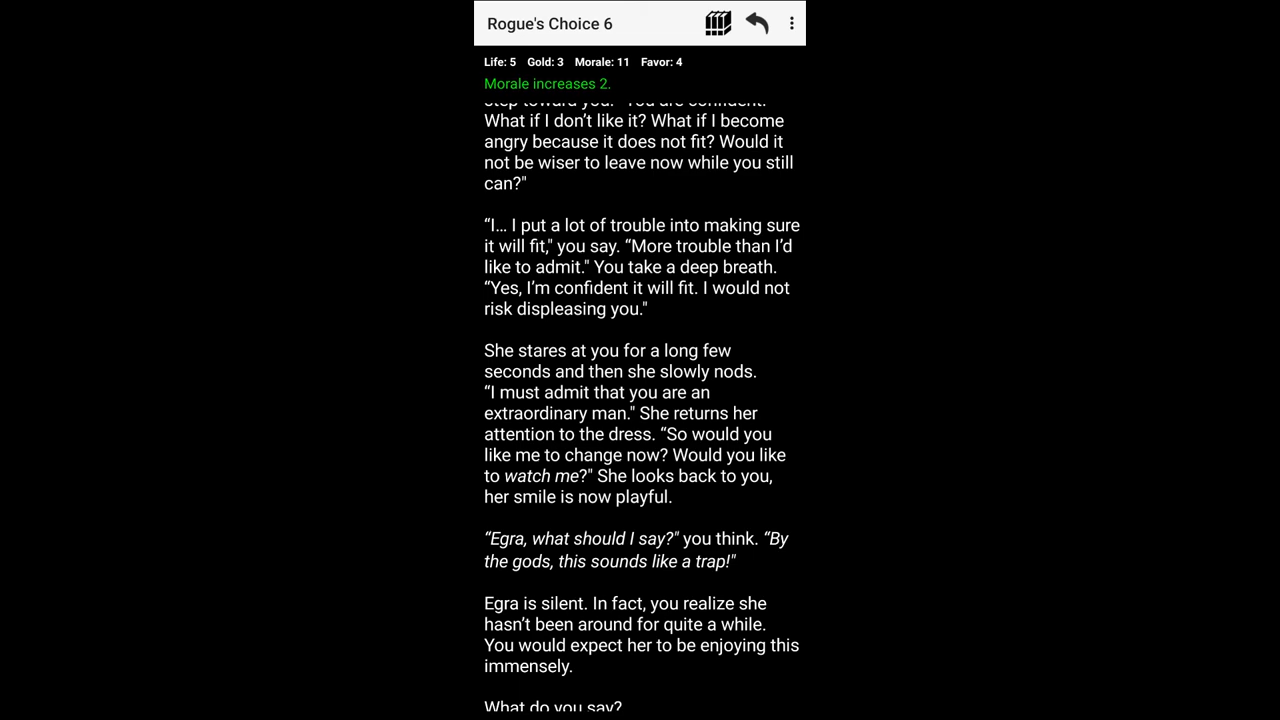 Rogue's Choice 6
Life: 5 Gold: 3 Morale: 11 Favor: 4
Morale increases 2.
step toward you. "You are confident.
What if I don’t like it? What if I become
angry because it does not fit? Would it
not be wiser to leave now while you still
can?"
“I… I put a lot of trouble into making sure
it will fit," you say. “More trouble than I’d
like to admit." You take a deep breath.
“Yes, I’m confident it will fit. I would not
risk displeasing you."
She stares at you for a long few
seconds and then she slowly nods.
“I must admit that you are an
extraordinary man." She returns her
attention to the dress. “So would you
like me to change now? Would you like
to watch me?" She looks back to you,
her smile is now playful.
“Egra, what should I say?" you think. “By
the gods, this sounds like a trap!"
Egra is silent. In fact, you realize she
hasn’t been around for quite a while.
You would expect her to be enjoying this
immensely.
What do you say?